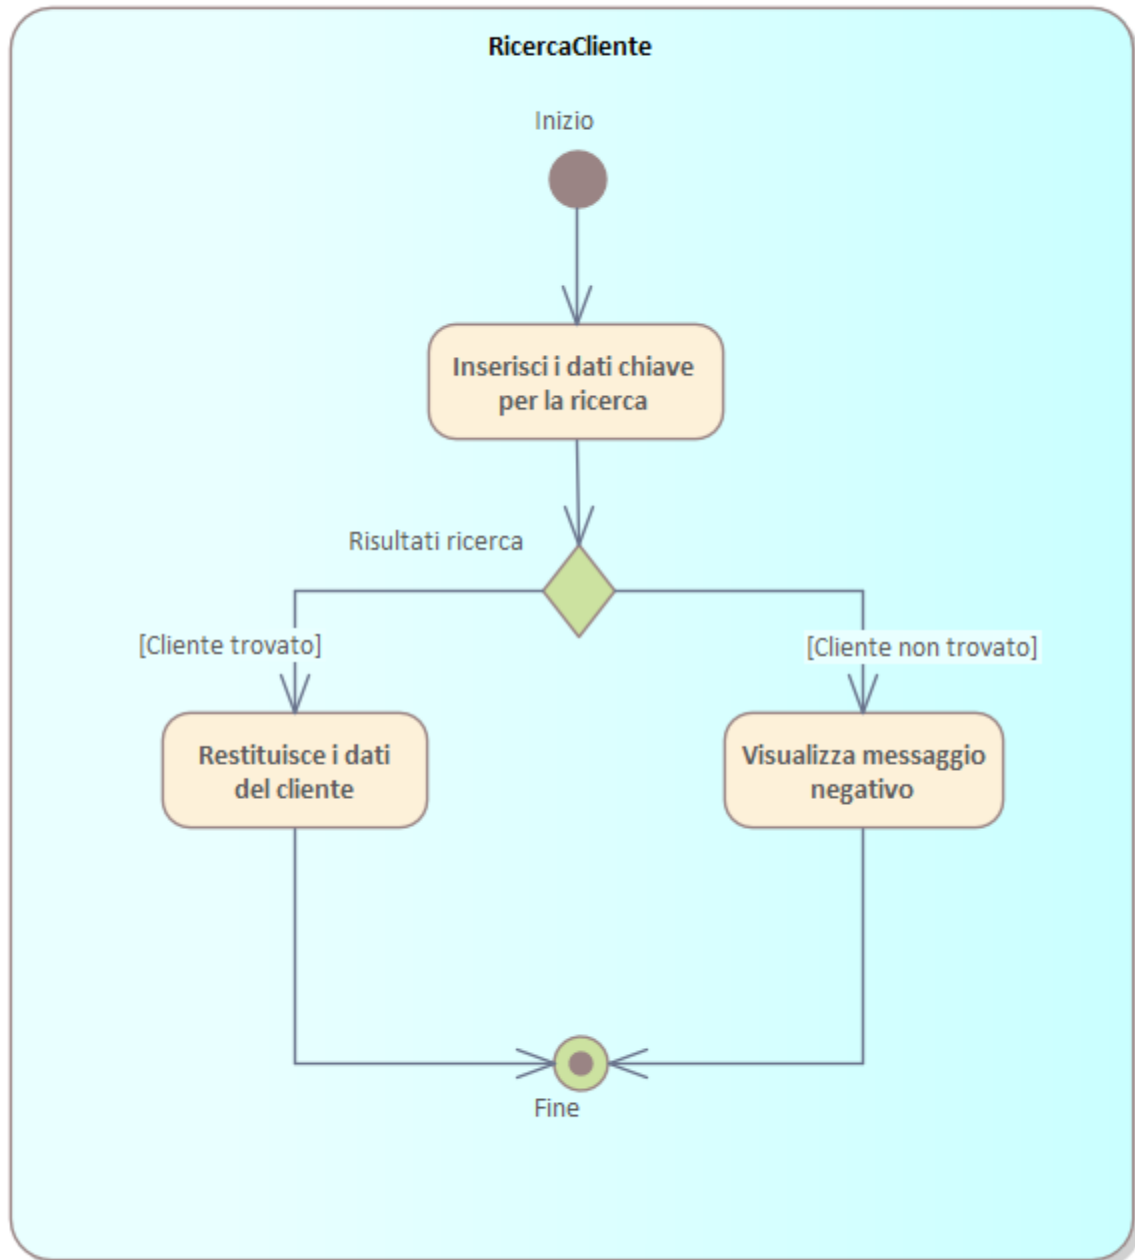 RicercaCliente
Inizio
Inserisci i dati chiave
per la ricerca
Risultati ricerca
[Cliente trovato]
[Cliente non trovato]
Restituisce i dati
del cliente
Visualizza messaggio
negativo
Fine